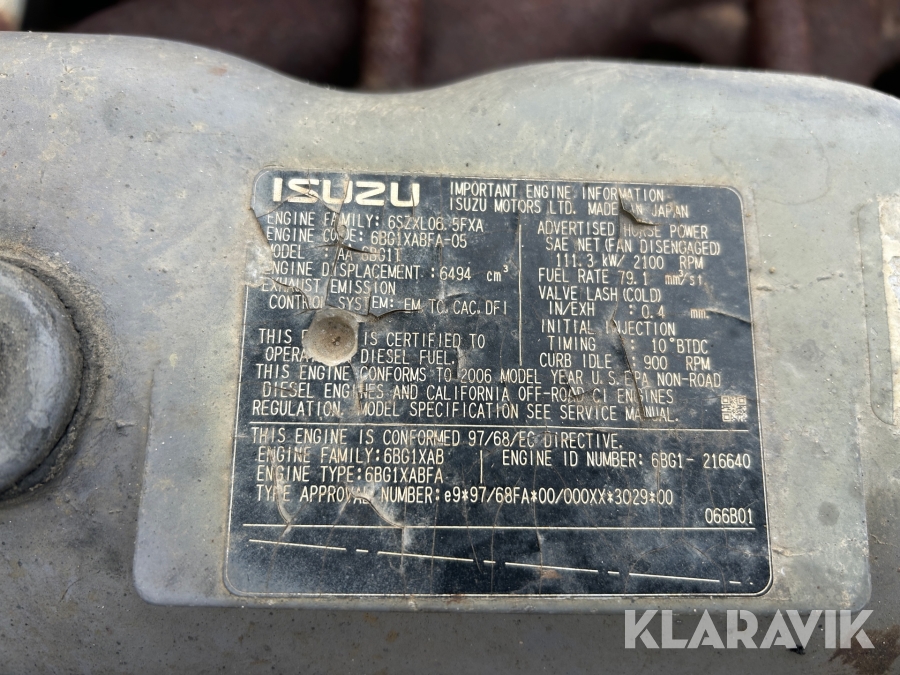 ISUZU
IMPORTANT ENGINE INFORMATION
ISUZU MOTORS LTD. MADE IN JAPAN
ENGINE FAMILY: 6SZXL06.5FXA
ENGINE CODE: 6BG1XABFA-05
MODEL : AA-6BG1T
ENGINE DISPLACEMENT: 6494 cm³
EXHAUST EMISSION
CONTROL SYSTEM: EM,TC,CAC,DFI
ADVERTISED HORSE POWER
SAE NET (FAN DISENGAGED)
111.3 kW/ 2100 RPM
FUEL RATE 79.1 mm³/st
VALVE LASH (COLD)
IN/EXH : 0.4 mm
INITIAL INJECTION
TIMING : 10°BTDC
CURB IDLE : 900 RPM
THIS IS CERTIFIED TO
DIESEL FUEL.
THIS ENGINE CONFORMS TO 2006 MODEL YEAR U.S.EPA NON-ROAD
DIESEL ENGINES AND CALIFORNIA OFF-ROAD CI ENGINES
REGULATION. MODEL SPECIFICATION SEE SERVICE MANUAL.
THIS ENGINE IS CONFORMED 97/68/EC DIRECTIVE.
ENGINE FAMILY: 6BG1XAB
ENGINE TYPE: 6BG1XABFA
ENGINE ID NUMBER: 6BG1- 216640
TYPE APPROVAL NUMBER: e9*97/68FA*00/000XX*3029*00
066B01
KLARAVIK